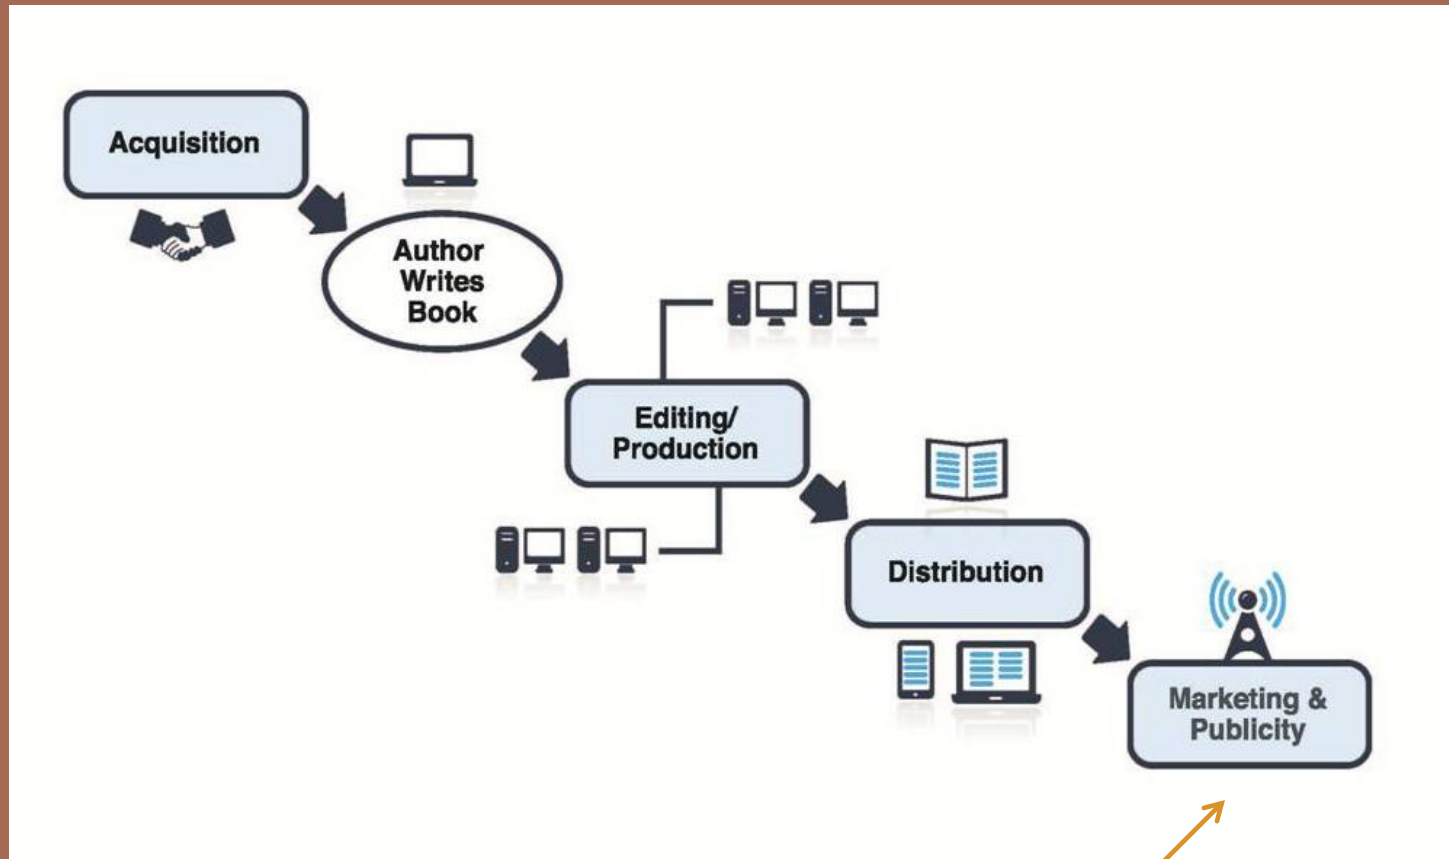 Acquisition
Author
Writes
Book
Editing/
Production
Distribution
Marketing &
Publicity